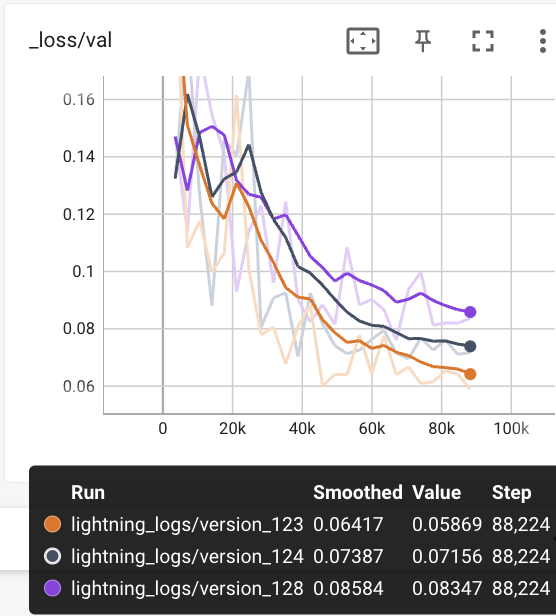 _loss/val
0.16
0.14
0.12
0.1
0.08
0.06
0 20k 40k 60k 80k 100k
Run Smoothed Value Step
lightning_logs/version_123 0.06417 0.05869 88,224
lightning_logs/version_124 0.07387 0.07156 88,224
lightning_logs/version_128 0.08584 0.08347 88,224